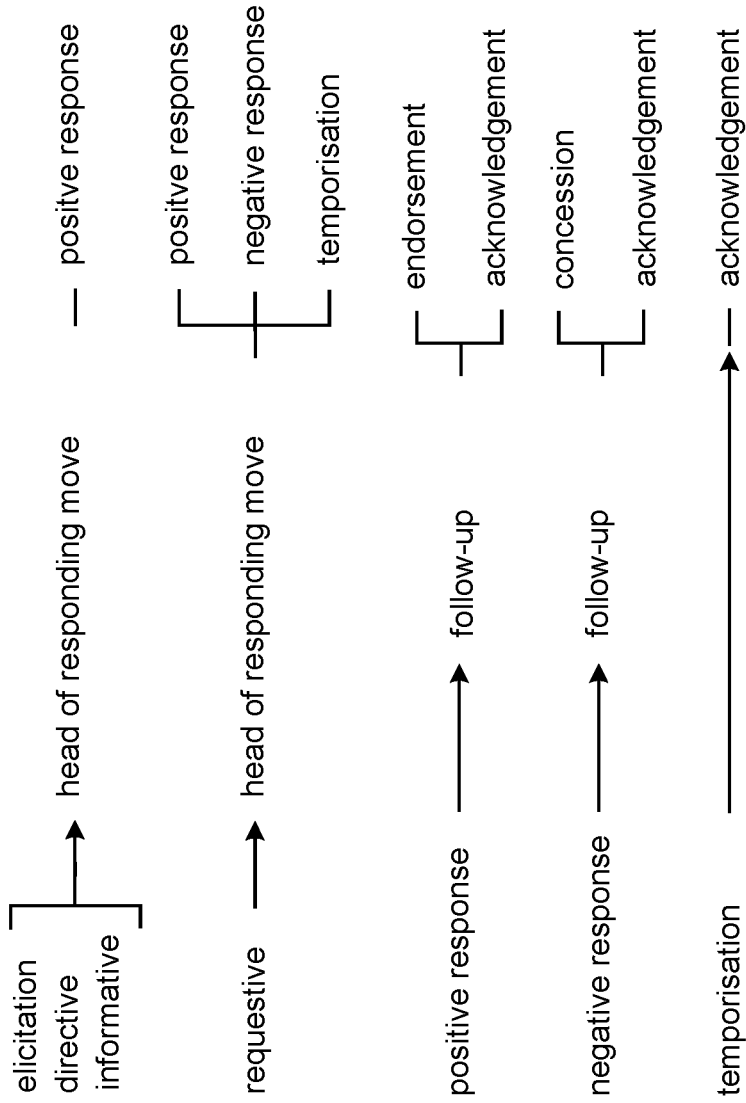 elicitation
directive
informative
head of responding move
positive response
requestive
head of responding move
positve response
negative response
temporisation
positive response
follow-up
endorsement
acknowledgement
negative response
follow-up
concession
acknowledgement
temporisation
acknowledgement